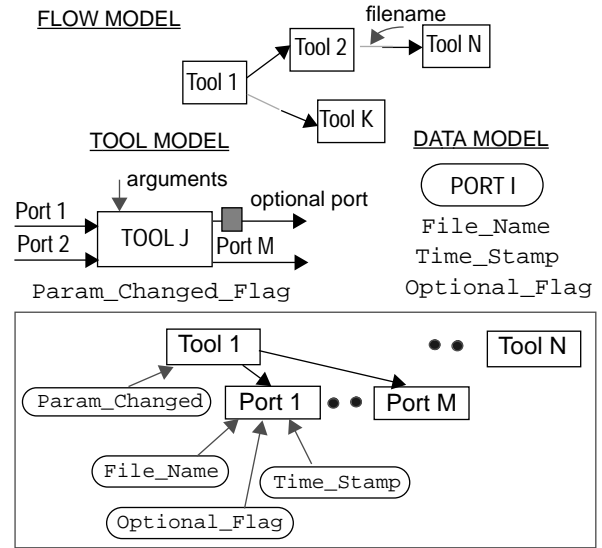 FLOW MODEL
filename
Tool 1
Tool 2
Tool N
Tool K
TOOL MODEL
DATA MODEL
arguments
optional port
Port 1
Port 2
TOOL J
Port M
Param_Changed_Flag
PORT I
File_Name
Time_Stamp
Optional_Flag
Tool 1
Tool N
Param_Changed
Port 1
Port M
File_Name
Time_Stamp
Optional_Flag